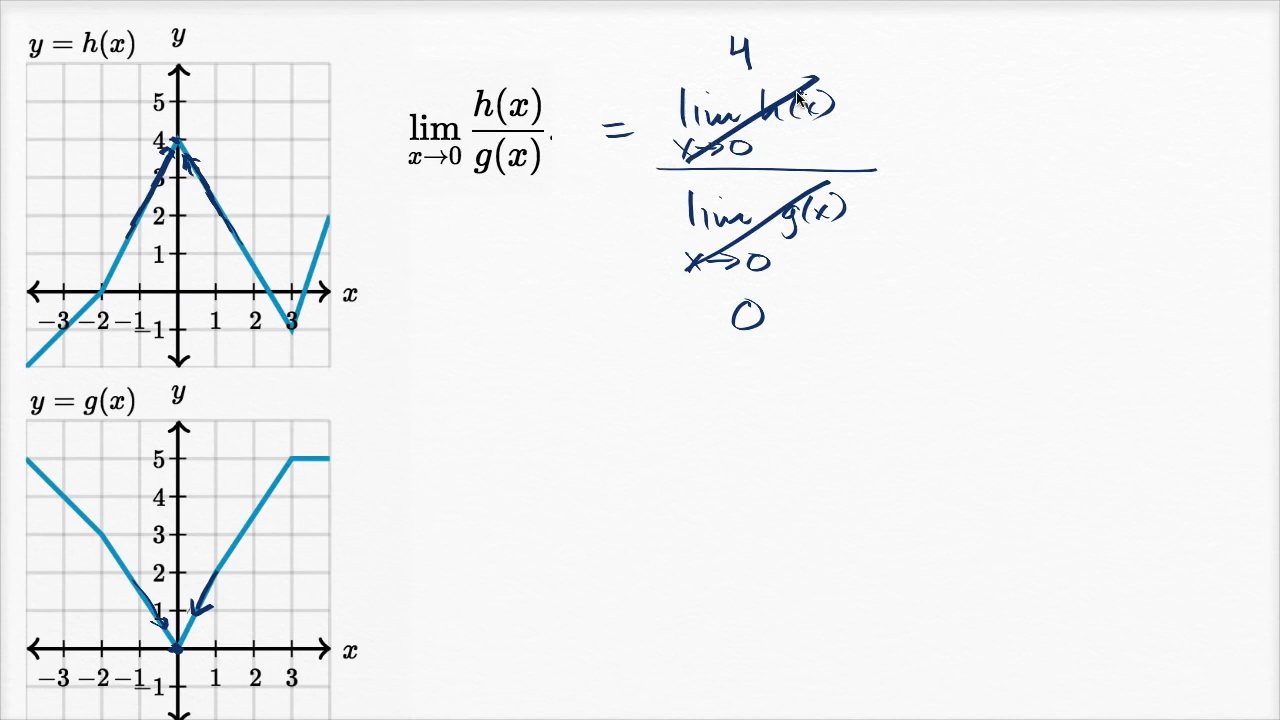 y = h(x)
y
5
4
3
2
1
−3 −2 −1 1 2 3
−1
x
lim x→0 h(x)/g(x).
=
4
lim h(x)
x→0
lim g(x)
x→0
0
y = g(x)
y
5
4
3
2
1
x
−3 −2 −1 1 2 3
−1